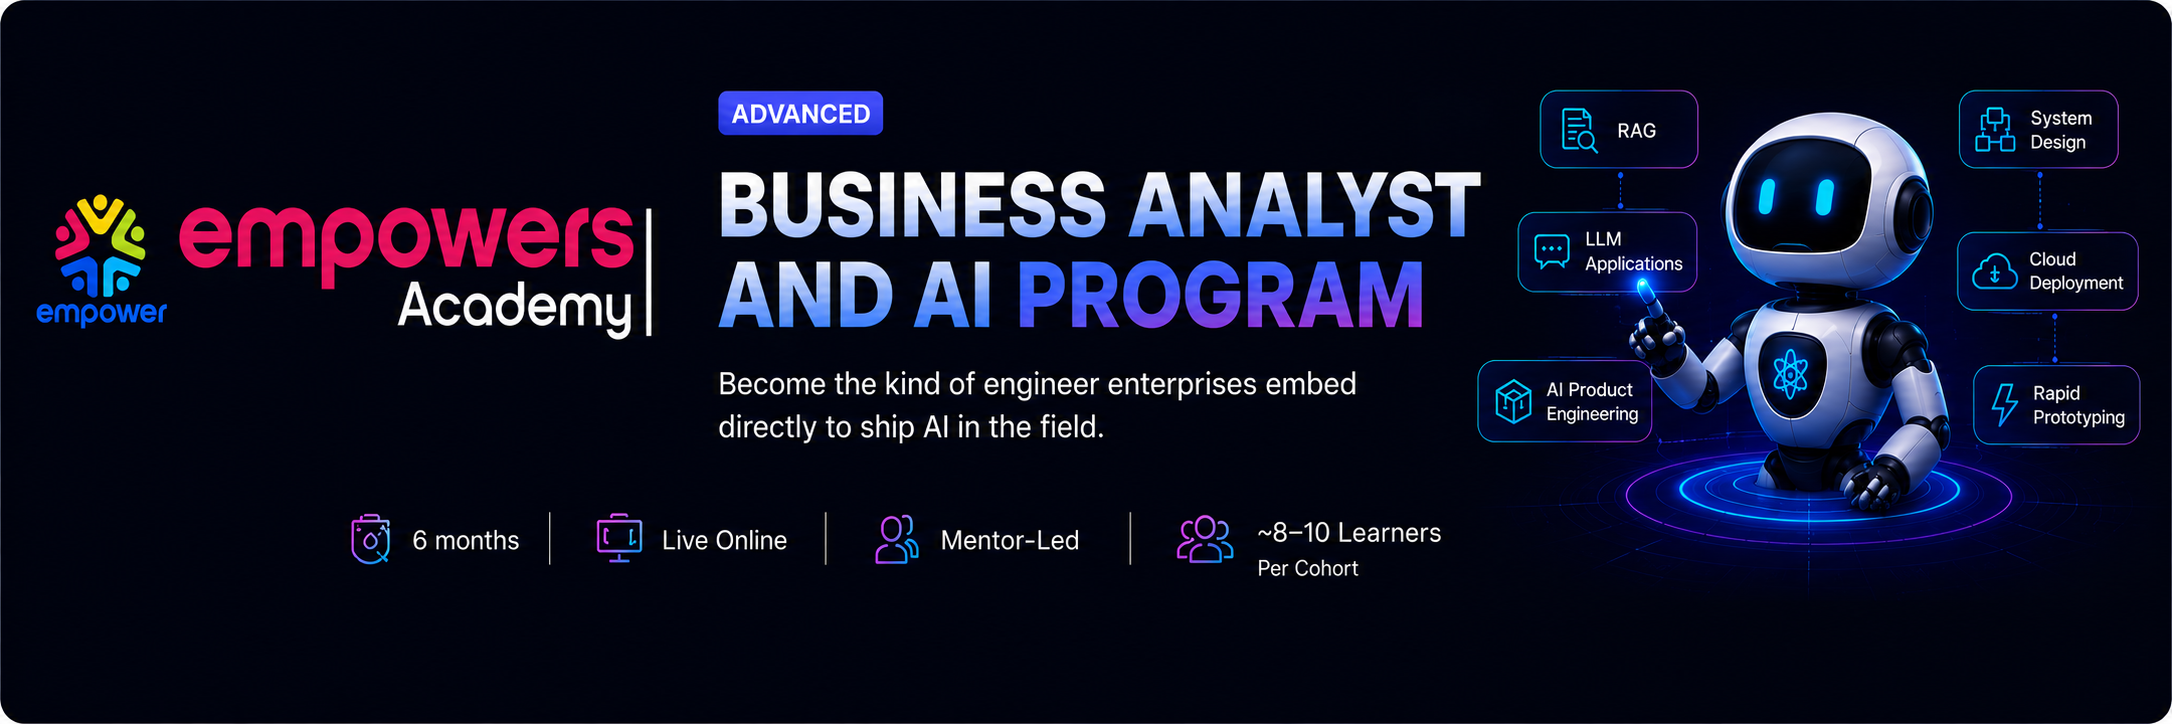 empower
empowers
Academy
ADVANCED
BUSINESS ANALYST
AND AI PROGRAM
Become the kind of engineer enterprises embed
directly to ship AI in the field.
6 months
Live Online
Mentor-Led
~8–10 Learners
Per Cohort
RAG
LLM
Applications
AI Product
Engineering
System
Design
Cloud
Deployment
Rapid
Prototyping